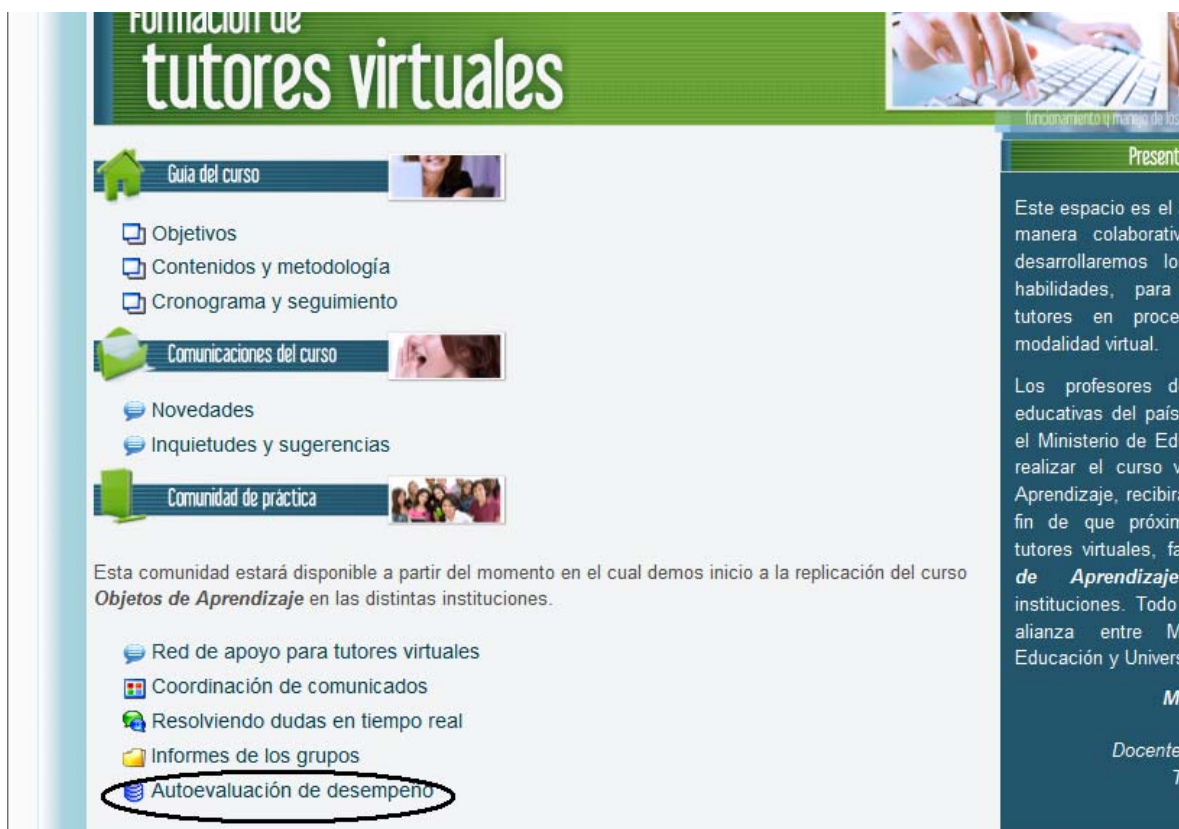 Formación de
tutores virtuales
funcionamiento y manejo de los
Guía del curso
Objetivos
Contenidos y metodología
Cronograma y seguimiento
Comunicaciones del curso
Novedades
Inquietudes y sugerencias
Comunidad de práctica
Esta comunidad estará disponible a partir del momento en el cual demos inicio a la replicación del curso
Objetos de Aprendizaje en las distintas instituciones.
Red de apoyo para tutores virtuales
Coordinación de comunicados
Resolviendo dudas en tiempo real
Informes de los grupos
Autoevaluación de desempeño
Present
Este espacio es el
manera colaborativ
desarrollaremos lo
habilidades, para
tutores en proce
modalidad virtual.
Los profesores d
educativas del país
el Ministerio de Ed
realizar el curso v
Aprendizaje, recibir
fin de que próxim
tutores virtuales, fa
de Aprendizaje
instituciones. Todo
alianza entre M
Educación y Univers
M
Docente
T